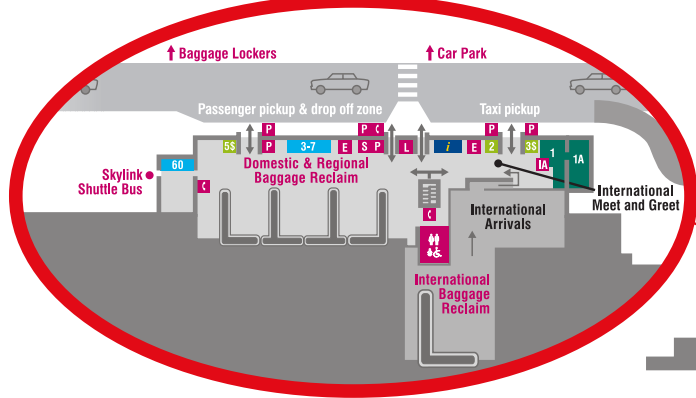 Baggage Lockers
Car Park
Passenger pickup & drop off zone
Taxi pickup
P
P
P
P
5$
P
3-7
E
S
P
L
i
E
2
3$
1
1A
IA
60
Domestic & Regional
Baggage Reclaim
Skylink
Shuttle Bus
International
Meet and Greet
International
Arrivals
International
Baggage
Reclaim